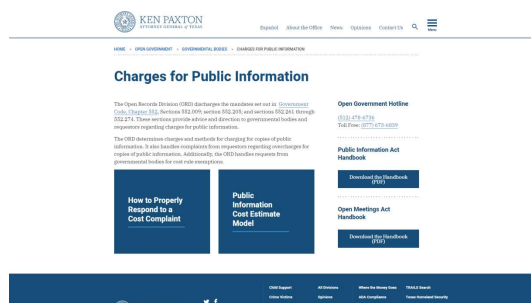 KEN PAXTON
ATTORNEY GENERAL of TEXAS
Español About the Office News Opinions Contact Us
Menu
HOME » OPEN GOVERNMENT » GOVERNMENTAL BODIES » CHARGES FOR PUBLIC INFORMATION
Charges for Public Information
The Open Records Division (ORD) discharges the mandates set out in Government
Code, Chapter 552, Sections 552.009; section 552.203; and sections 552.261 through
552.274. These sections provide advice and direction to governmental bodies and
requestors regarding charges for public information.
The ORD determines charges and methods for charging for copies of public
information. It also handles complaints from requestors regarding overcharges for
copies of public information. Additionally, the ORD handles requests from
governmental bodies for cost rule exemptions.
How to Properly
Respond to a
Cost Complaint
Public
Information
Cost Estimate
Model
Open Government Hotline
(512) 478-6736
Toll Free: (877) 673-6839
Public Information Act
Handbook
Download the Handbook
(PDF)
Open Meetings Act
Handbook
Download the Handbook
(PDF)
Child Support All Divisions Where the Money Goes TRAILS Search
Crime Victims Opinions ADA Compliance Texas Homeland Security